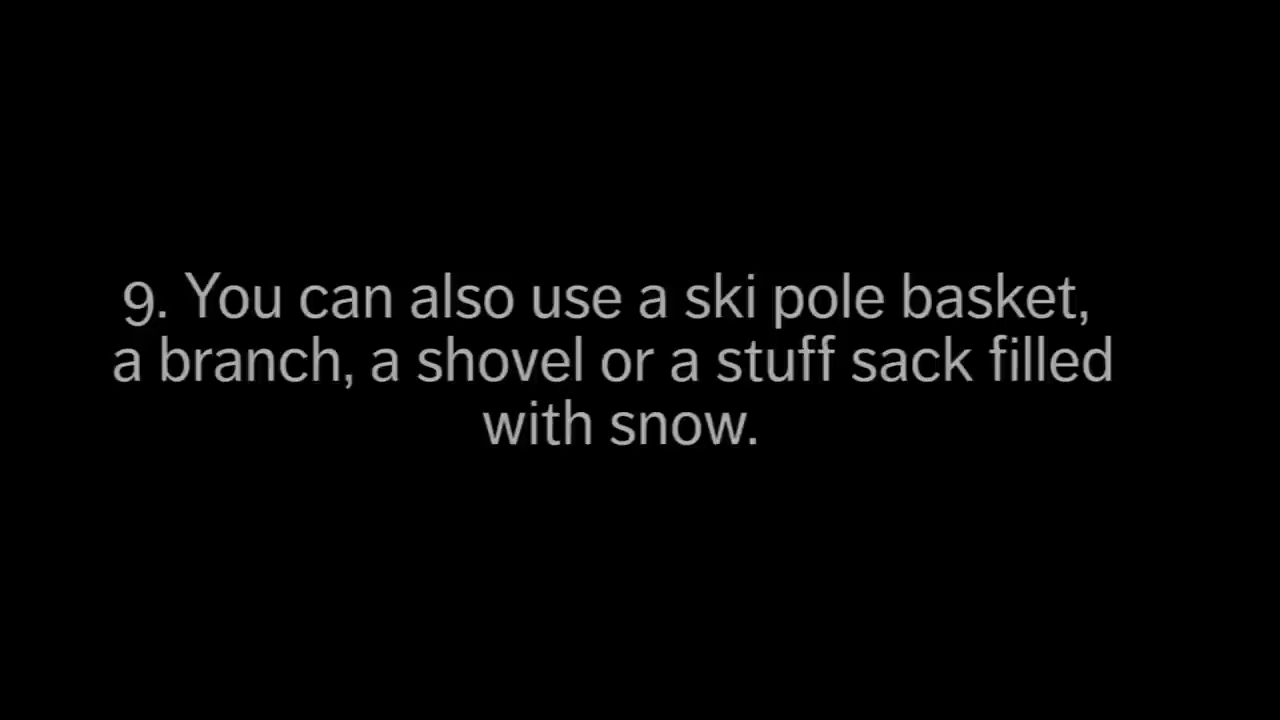 9. You can also use a ski pole basket,
a branch, a shovel or a stuff sack filled
with snow.